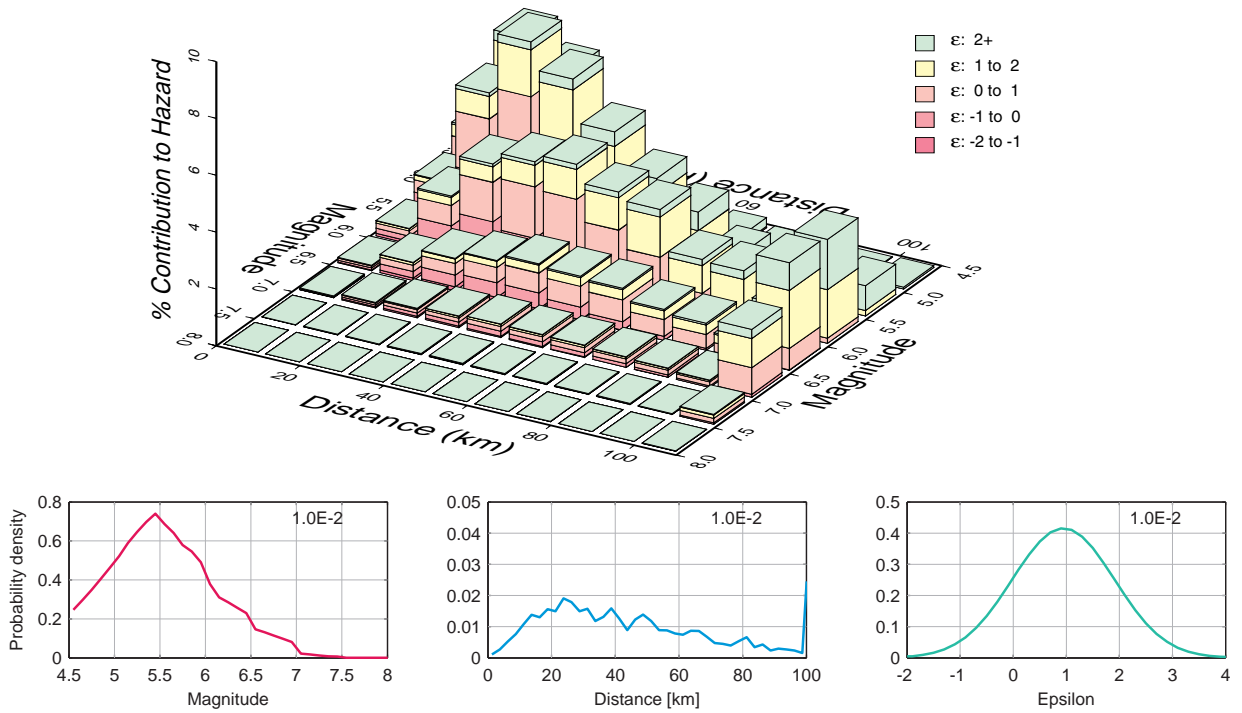 % Contribution to Hazard
10
8
6
4
2
ε: 2+
ε: 1 to 2
ε: 0 to 1
ε: -1 to 0
ε: -2 to -1
Magnitude
5.5
6.0
6.5
7.0
7.5
8.0
Distance
60
100
0
20
40
60
80
100
Distance (km)
4.5
5.0
5.5
6.0
6.5
7.0
7.5
8.0
Magnitude
Probability density
0.8
0.6
0.4
0.2
0
1.0E-2
4.5 5 5.5 6 6.5 7 7.5 8
Magnitude
0.05
0.04
0.03
0.02
0.01
0
1.0E-2
0 20 40 60 80 100
Distance [km]
0.5
0.4
0.3
0.2
0.1
0
1.0E-2
-2 -1 0 1 2 3 4
Epsilon